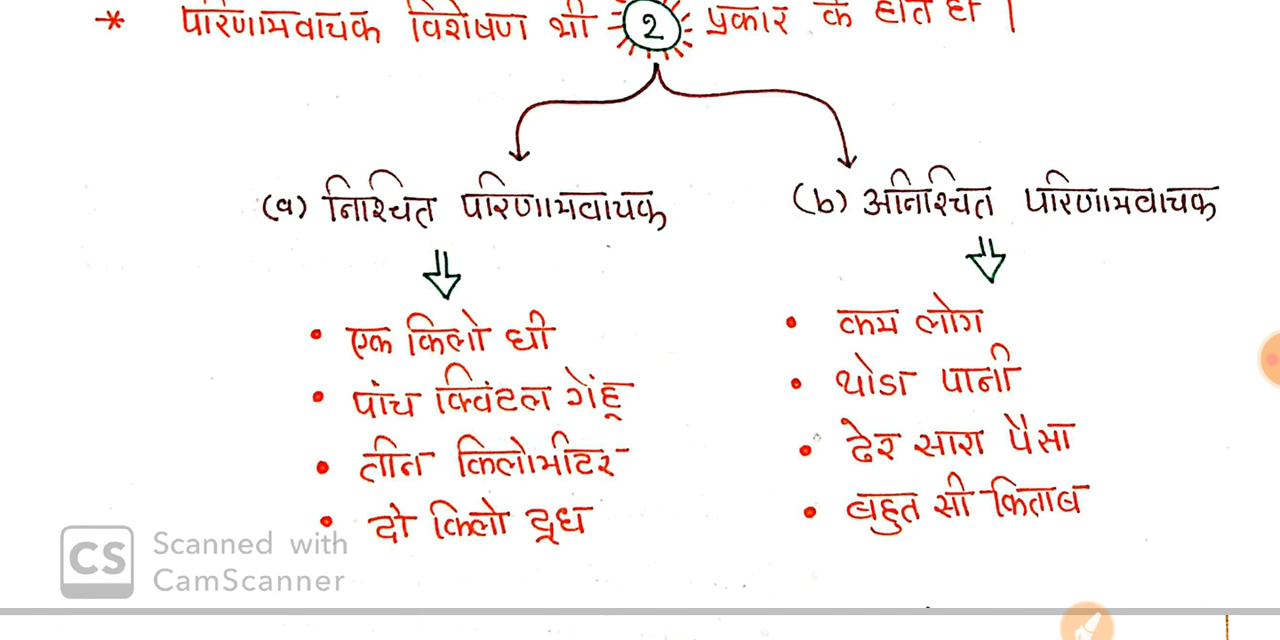 * परिणामवाचक विशेषण भी 2 प्रकार के होते हैं ।
(a) निश्चित परिणामवाचक
(b) अनिश्चित परिणामवाचक
• एक किलो घी
• पांच क्विंटल गेंहू
• तीन किलोमीटर
• दो किलो दूध
• कम लोग
• थोडा पानी
• ढेर सारा पैसा
• बहुत सी किताब
CS Scanned with
CamScanner